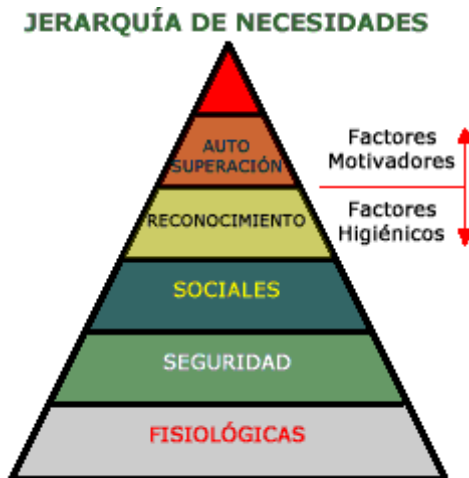 JERARQUÍA DE NECESIDADES
AUTO
SUPERACIÓN
Factores
Motivadores
RECONOCIMIENTO
Factores
Higiénicos
SOCIALES
SEGURIDAD
FISIOLÓGICAS